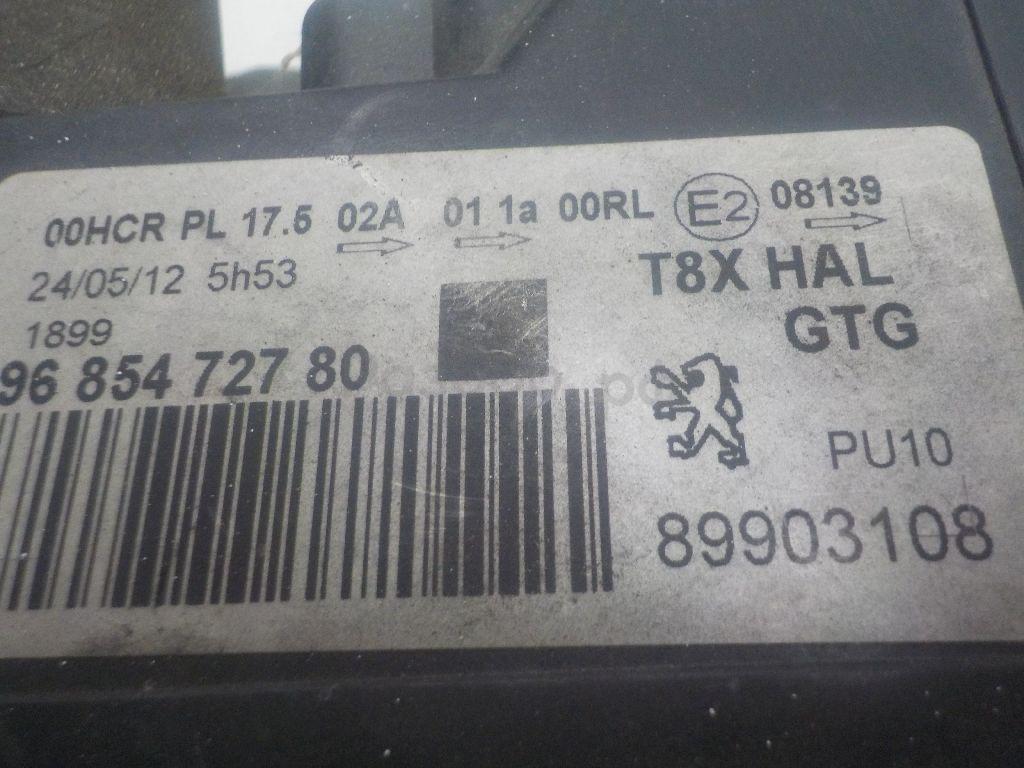 00HCR PL 17.5 02A 01 1a 00RL E2 08139
24/05/12 5h53
T8X HAL
1899
GTG
96 854 727 80
PU10
89903108